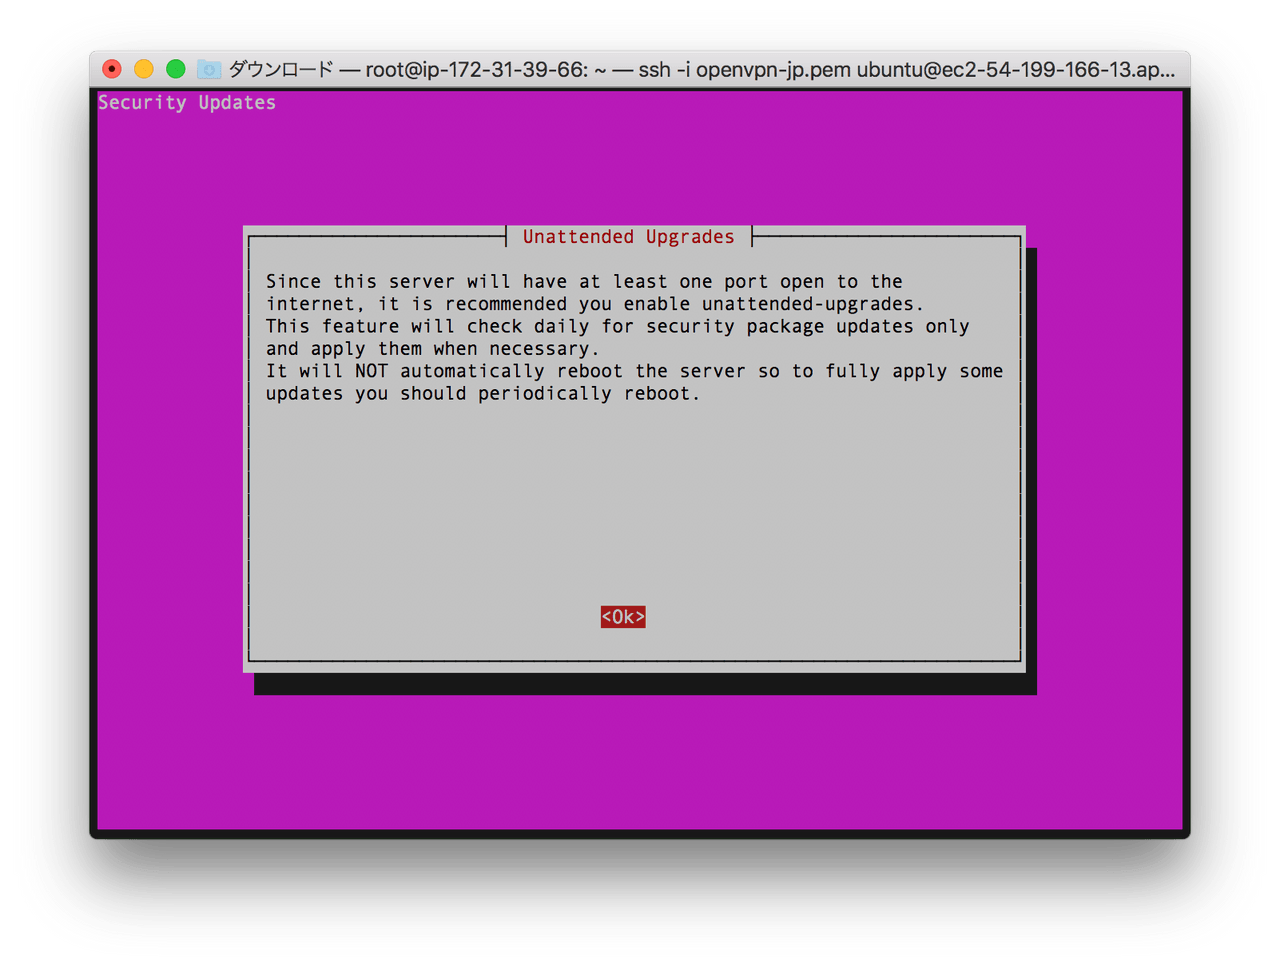 ダウンロード — root@ip-172-31-39-66: ~ — ssh -i openvpn-jp.pem ubuntu@ec2-54-199-166-13.ap...
Security Updates
Unattended Upgrades
Since this server will have at least one port open to the
internet, it is recommended you enable unattended-upgrades.
This feature will check daily for security package updates only
and apply them when necessary.
It will NOT automatically reboot the server so to fully apply some
updates you should periodically reboot.
<Ok>